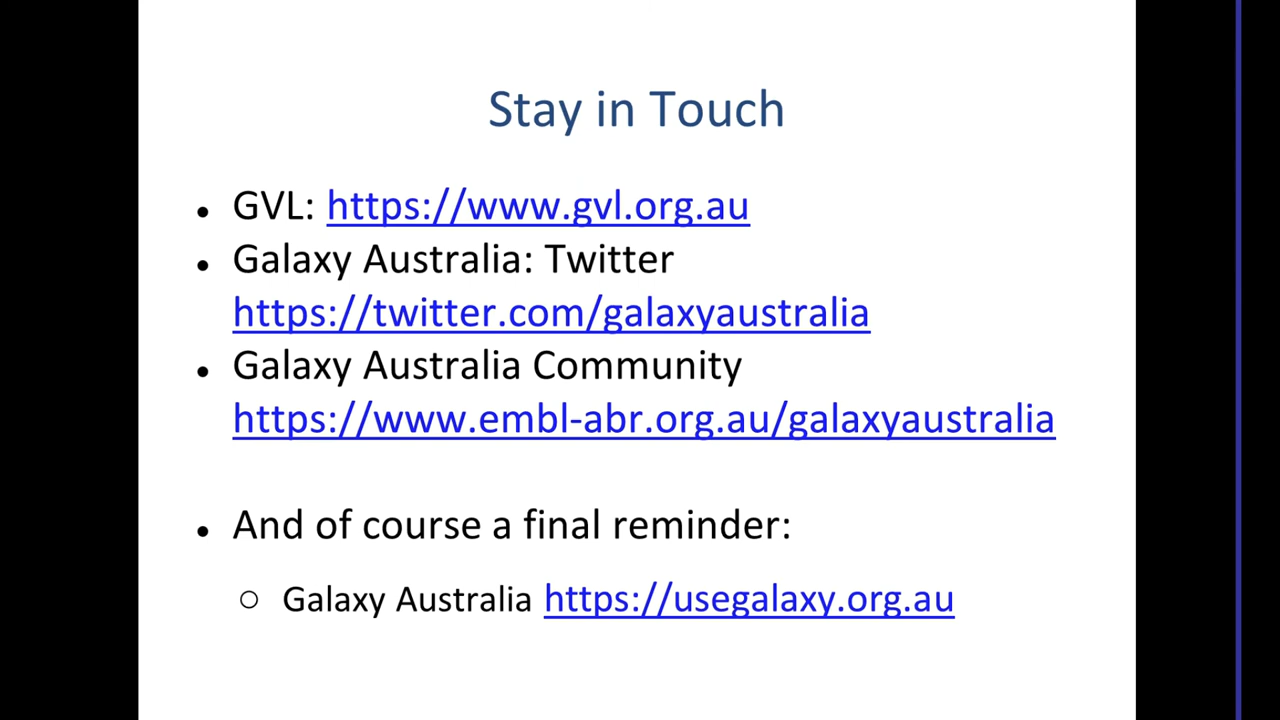 Stay in Touch
• GVL: https://www.gvl.org.au
• Galaxy Australia: Twitter
https://twitter.com/galaxyaustralia
• Galaxy Australia Community
https://www.embl-abr.org.au/galaxyaustralia
• And of course a final reminder:
○ Galaxy Australia https://usegalaxy.org.au